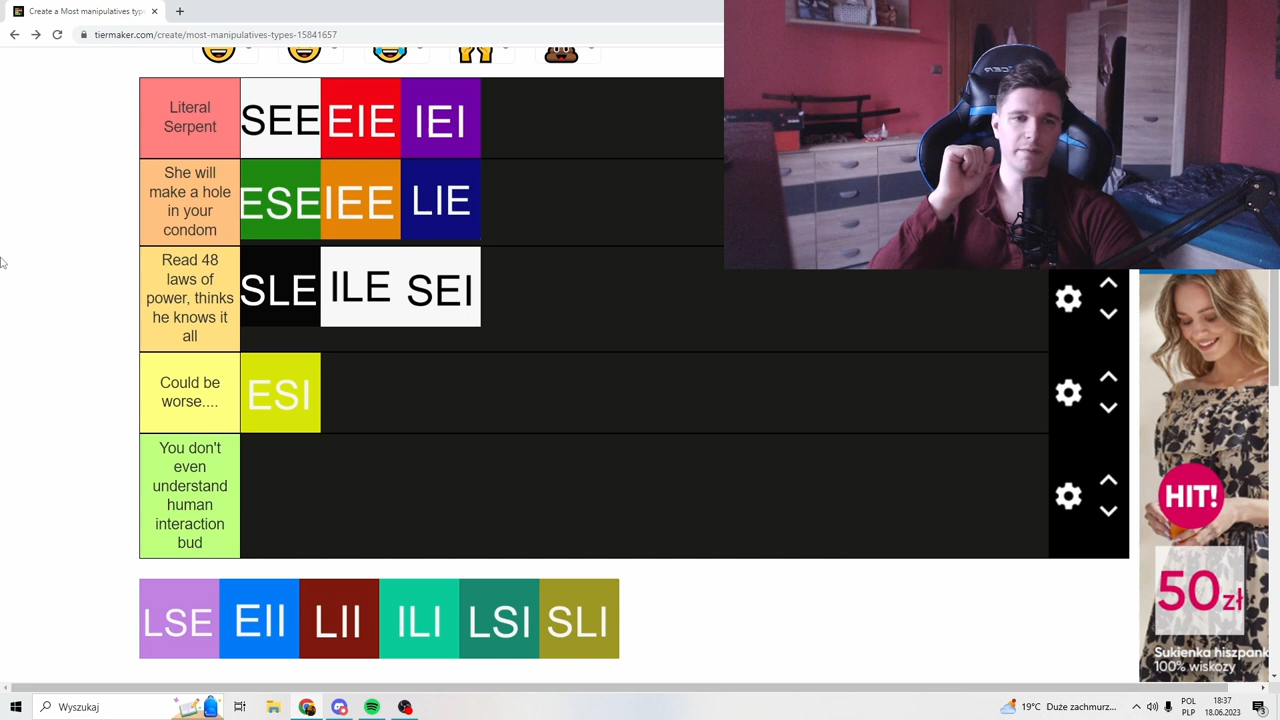 Create a Most manipulatives typ
tiermaker.com/create/most-manipulatives-types-15841657
Literal
Serpent
SEE
EIE
IEI
She will
make a hole
in your
condom
ESE
IEE
LIE
Read 48
laws of
power, thinks
he knows it
all
SLE
ILE
SEI
Could be
worse....
ESI
You don't
even
understand
human
interaction
bud
LSE
EII
LII
ILI
LSI
SLI
HIT!
50 zł
Sukienka hiszpank
100% wiskozy
Wyszukaj
19°C Duże zachmurz...
POL
PLP
18:37
18.06.2023
3